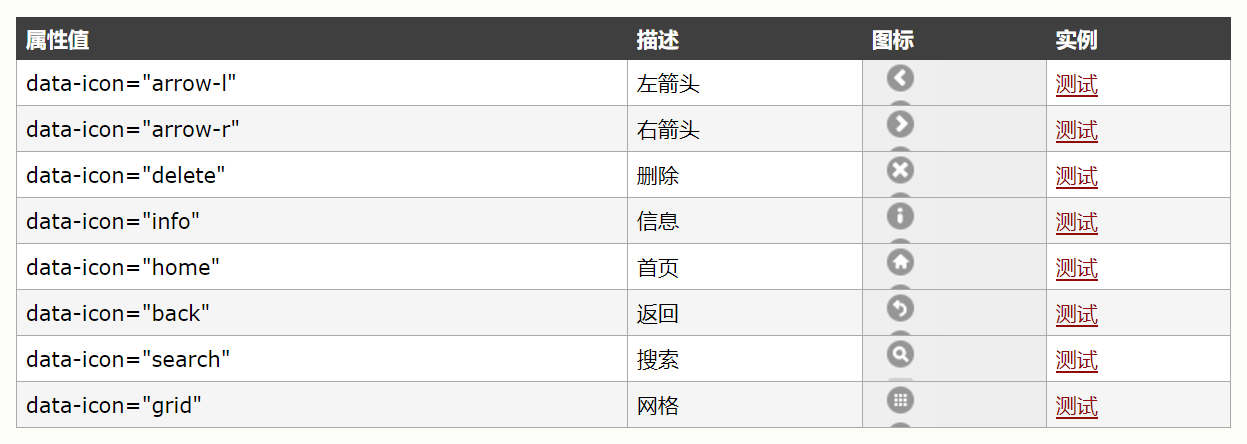 属性值 描述 图标 实例
data-icon="arrow-l" 左箭头 测试
data-icon="arrow-r" 右箭头 测试
data-icon="delete" 删除 测试
data-icon="info" 信息 测试
data-icon="home" 首页 测试
data-icon="back" 返回 测试
data-icon="search" 搜索 测试
data-icon="grid" 网格 测试